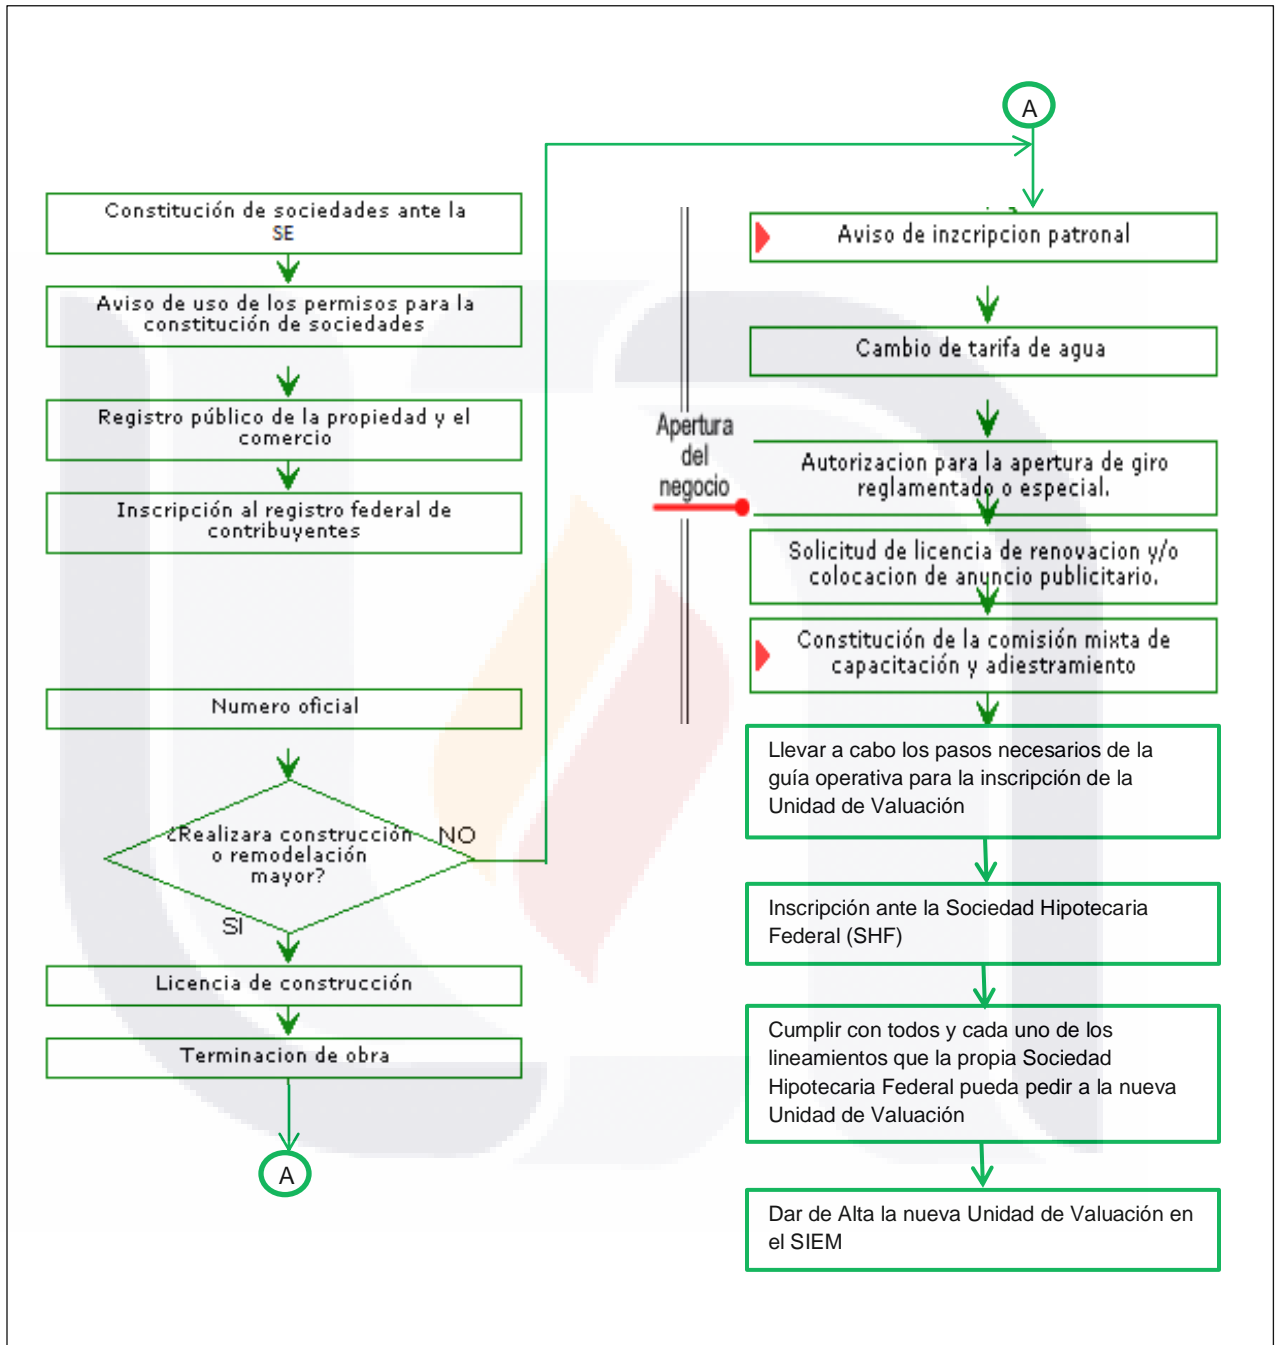 Constitución de sociedades ante la
SE
Aviso de uso de los permisos para la
constitución de sociedades
Registro público de la propiedad y el
comercio
Inscripción al registro federal de
contribuyentes
Numero oficial
¿Realizara construcción
o remodelación
mayor?
NO
SI
Licencia de construcción
Terminacion de obra
A
A
Apertura
del
negocio
Aviso de inzcripcion patronal
Cambio de tarifa de agua
Autorizacion para la apertura de giro
reglamentado o especial.
Solicitud de licencia de renovacion y/o
colocacion de anuncio publicitario.
Constitución de la comisión mixta de
capacitación y adiestramiento
Llevar a cabo los pasos necesarios de la
guía operativa para la inscripción de la
Unidad de Valuación
Inscripción ante la Sociedad Hipotecaria
Federal (SHF)
Cumplir con todos y cada uno de los
lineamientos que la propia Sociedad
Hipotecaria Federal pueda pedir a la nueva
Unidad de Valuación
Dar de Alta la nueva Unidad de Valuación en
el SIEM